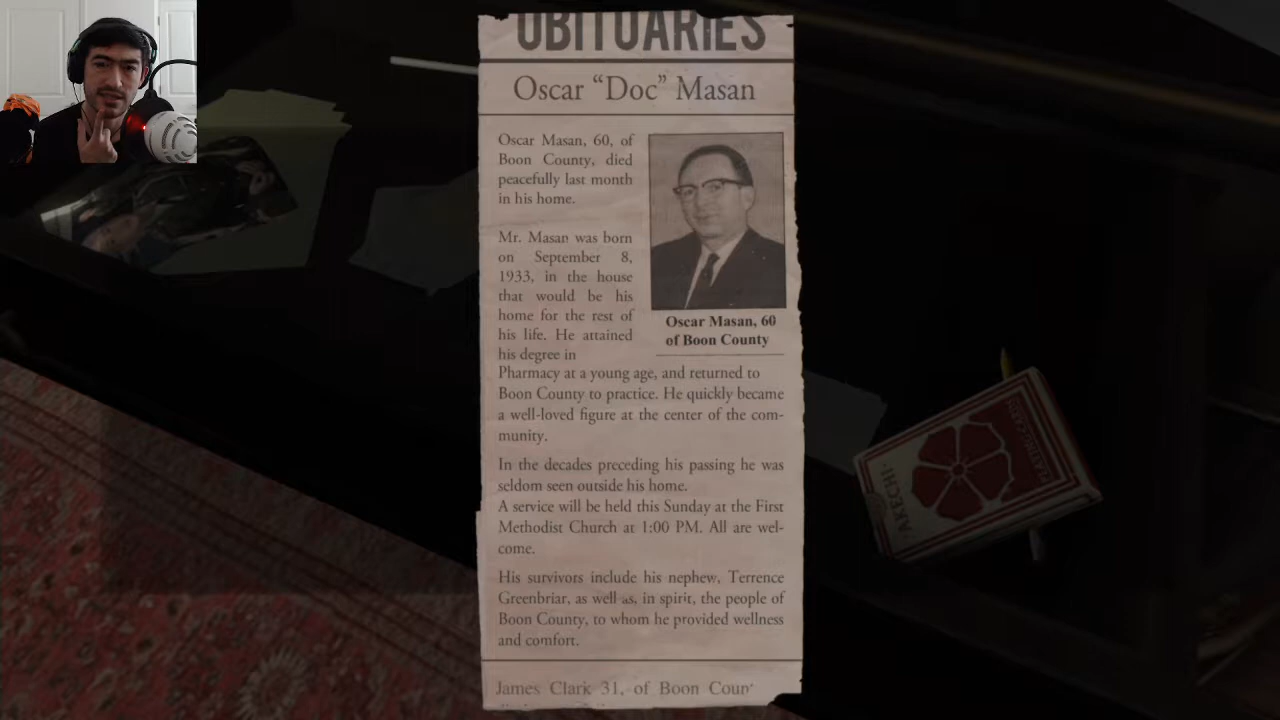 OBITUARIES
Oscar “Doc” Masan
Oscar Masan, 60, of
Boon County, died
peacefully last month
in his home.
Mr. Masan was born
on September 8,
1933, in the house
that would be his
home for the rest of
his life. He attained
his degree in
Pharmacy at a young age, and returned to
Boon County to practice. He quickly became
a well-loved figure at the center of the com-
munity.
In the decades preceding his passing he was
seldom seen outside his home.
A service will be held this Sunday at the First
Methodist Church at 1:00 PM. All are wel-
come.
His survivors include his nephew, Terrence
Greenbriar, as well as, in spirit, the people of
Boon County, to whom he provided wellness
and comfort.
James Clark 31, of Boon Coun
Oscar Masan, 60
of Boon County
AKECHI
PLAYING CARDS